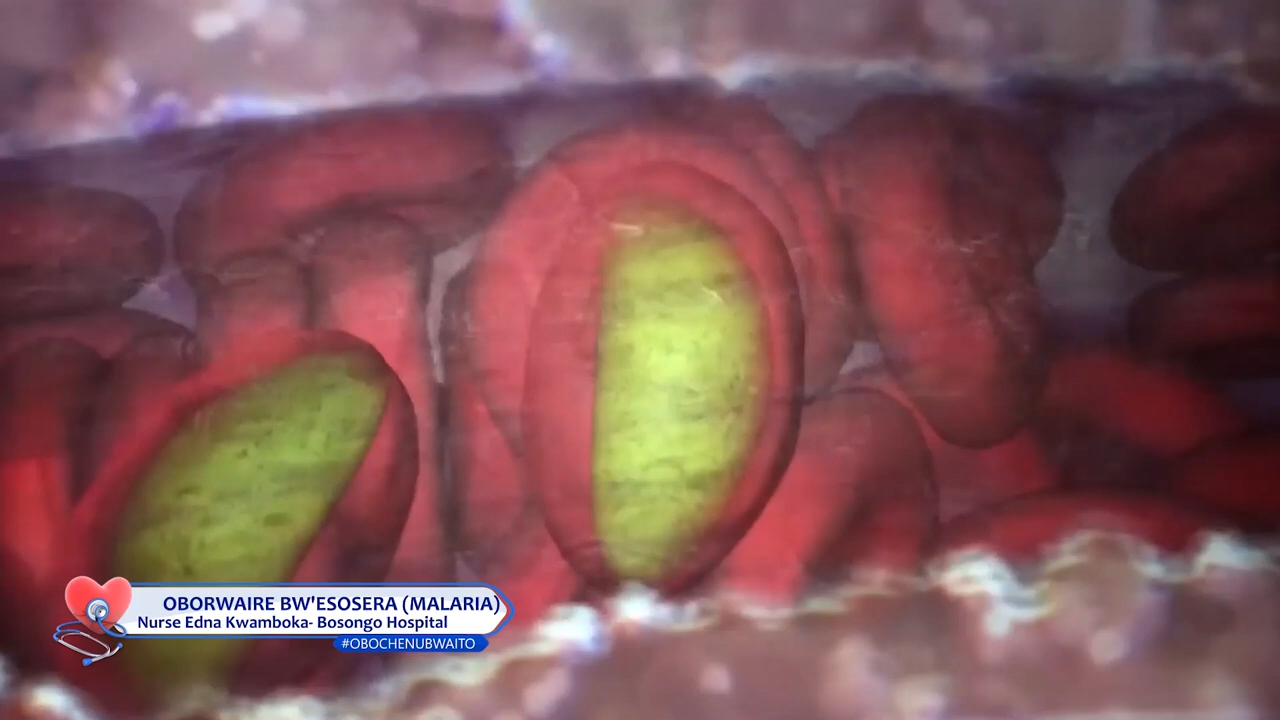 OBORWAIRE BW'ESOSERA (MALARIA)
Nurse Edna Kwamboka- Bosongo Hospital
#OBOCHENUBWAITO